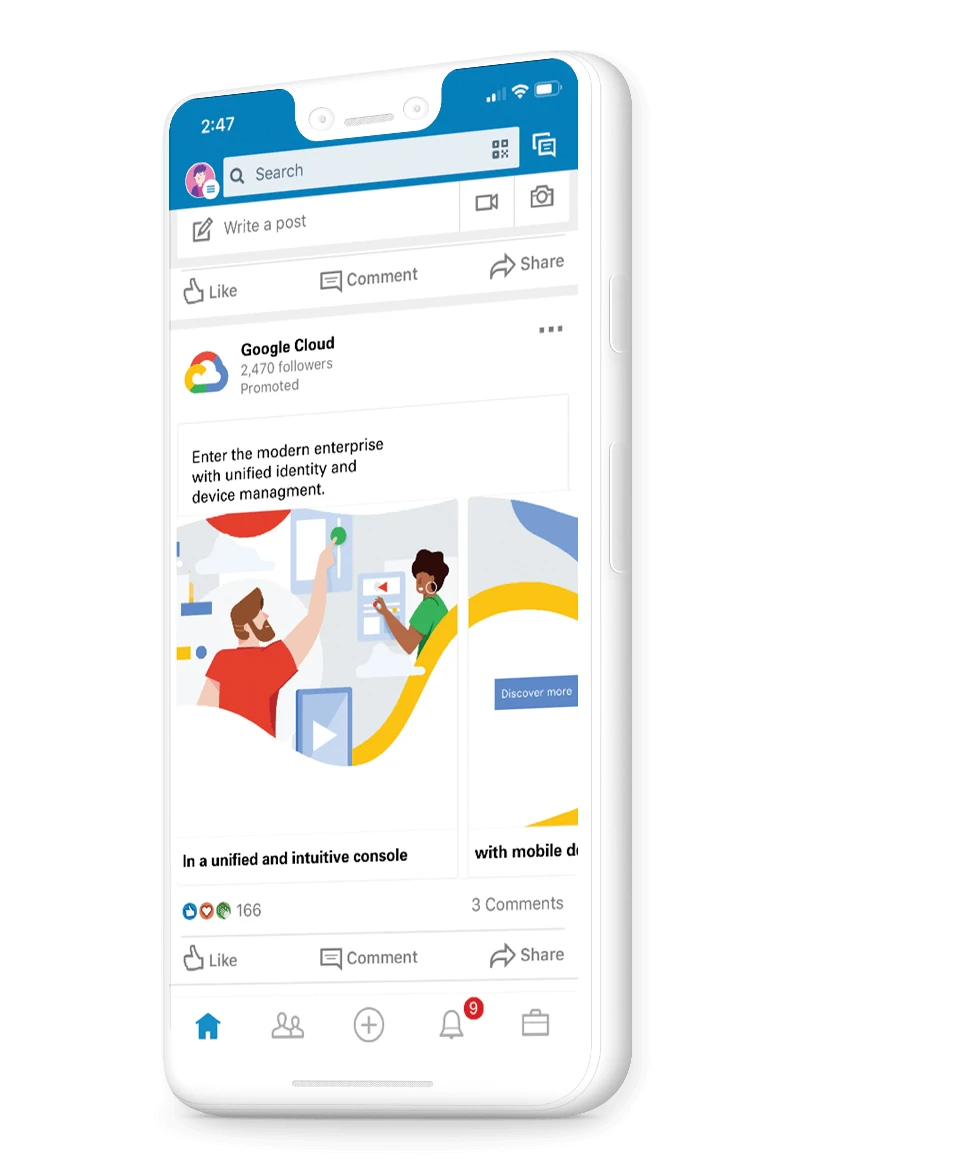 2:47
Search
Write a post
Like Comment Share
Google Cloud
2,470 followers
Promoted
Enter the modern enterprise
with unified identity and
device managment.
Discover more
In a unified and intuitive console
with mobile
166
3 Comments
Like Comment Share
9